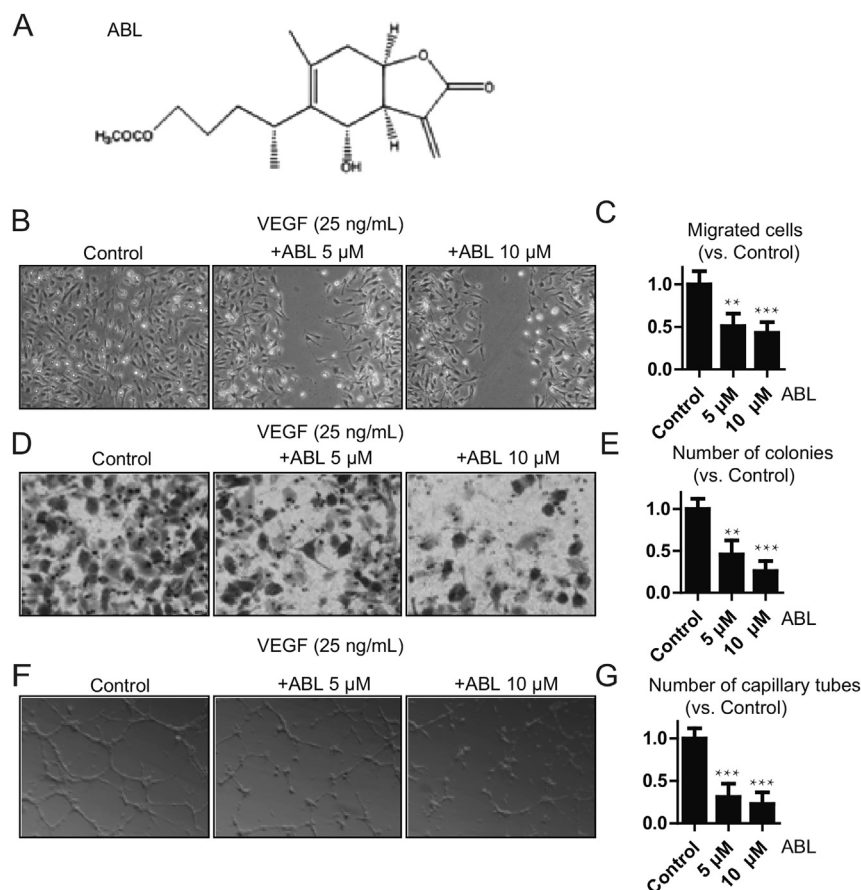 A
ABL
H
O
O
H₃COCO
H
OH
B
VEGF (25 ng/mL)
Control
+ABL 5 µM
+ABL 10 µM
C
Migrated cells
(vs. Control)
1.0
0.5
0.0
**
***
Control
5 µM
10 µM
ABL
D
VEGF (25 ng/mL)
Control
+ABL 5 µM
+ABL 10 µM
E
Number of colonies
(vs. Control)
1.0
0.5
0.0
**
***
Control
5 µM
10 µM
ABL
F
VEGF (25 ng/mL)
Control
+ABL 5 µM
+ABL 10 µM
G
Number of capillary tubes
(vs. Control)
1.0
0.5
0.0
***
***
Control
5 µM
10 µM
ABL